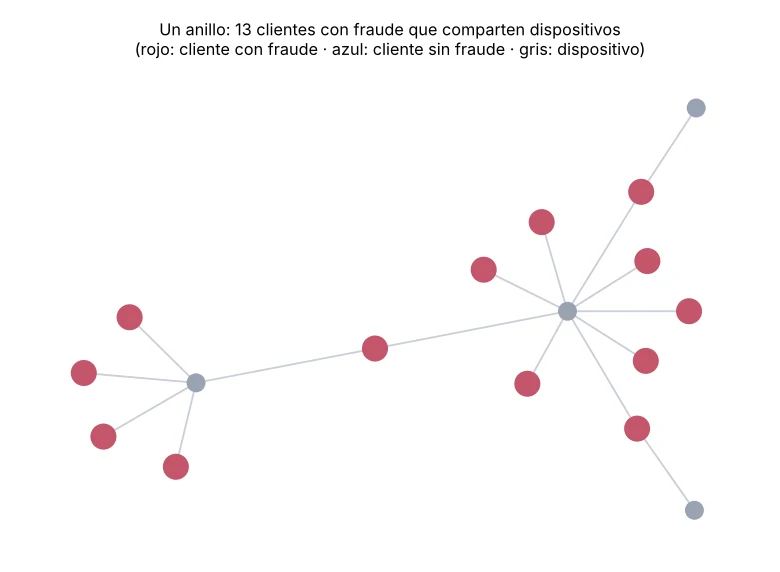 Un anillo: 13 clientes con fraude que comparten dispositivos
(rojo: cliente con fraude · azul: cliente sin fraude · gris: dispositivo)